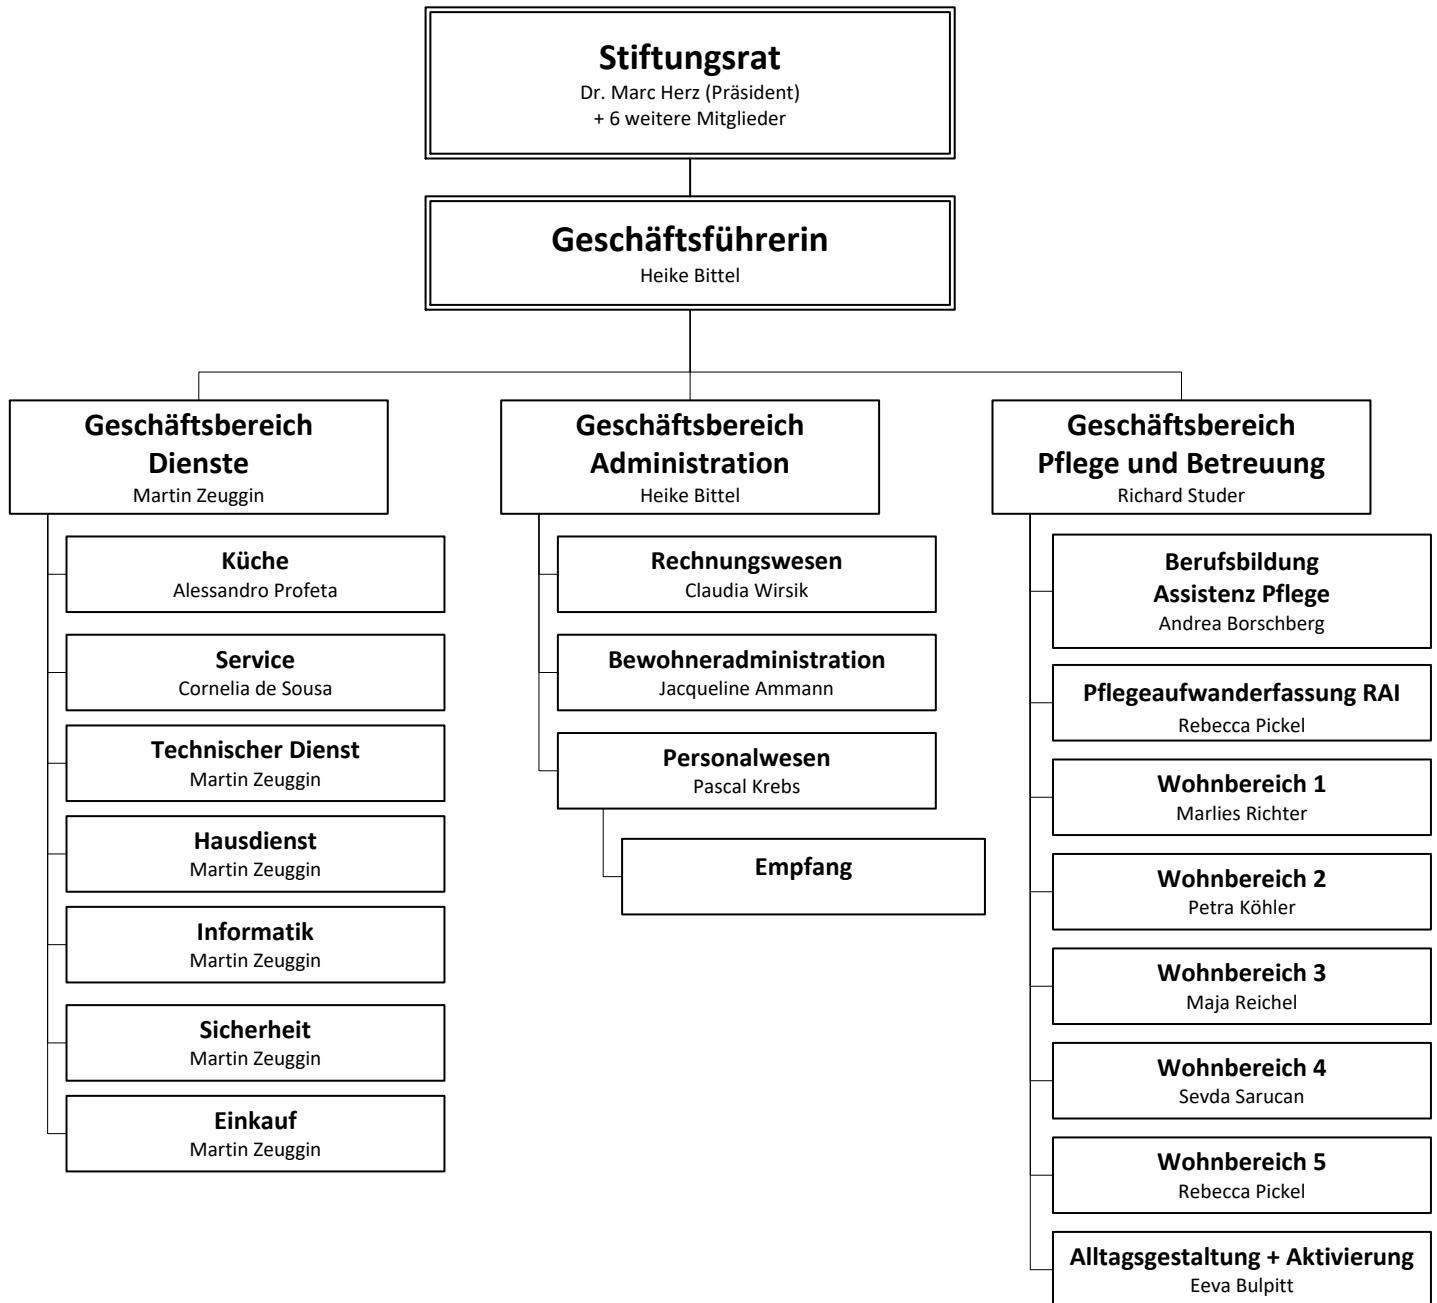 Stiftungsrat
Dr. Marc Herz (Präsident)
+ 6 weitere Mitglieder
Geschäftsführerin
Heike Bittel
Geschäftsbereich
Dienste
Martin Zeuggin
Küche
Alessandro Profeta
Service
Cornelia de Sousa
Technischer Dienst
Martin Zeuggin
Hausdienst
Martin Zeuggin
Informatik
Martin Zeuggin
Sicherheit
Martin Zeuggin
Einkauf
Martin Zeuggin
Geschäftsbereich
Administration
Heike Bittel
Rechnungswesen
Claudia Wirsik
Bewohneradministration
Jacqueline Ammann
Personalwesen
Pascal Krebs
Empfang
Geschäftsbereich
Pflege und Betreuung
Richard Studer
Berufsbildung
Assistenz Pflege
Andrea Borschberg
Pflegeaufwanderfassung RAI
Rebecca Pickel
Wohnbereich 1
Marlies Richter
Wohnbereich 2
Petra Köhler
Wohnbereich 3
Maja Reichel
Wohnbereich 4
Sevda Sarucan
Wohnbereich 5
Rebecca Pickel
Alltagsgestaltung + Aktivierung
Eeva Bulpitt